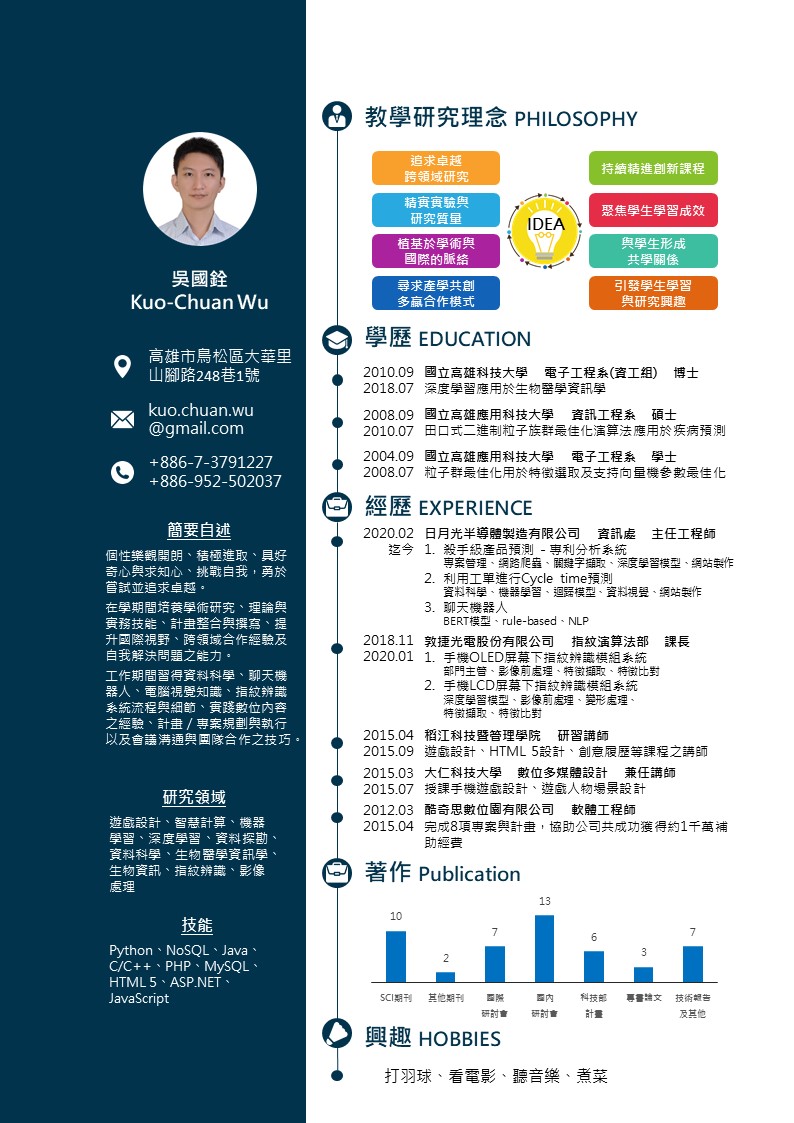 吳國銓
Kuo-Chuan Wu
高雄市鳥松區大華里
山腳路248巷1號
kuo.chuan.wu
@gmail.com
+886-7-3791227
+886-952-502037
簡要自述
個性樂觀開朗、積極進取、具好
奇心與求知心、挑戰自我，勇於
嘗試並追求卓越。
在學期間培養學術研究、理論與
實務技能、計畫整合與撰寫、提
升國際視野、跨領域合作經驗及
自我解決問題之能力。
工作期間習得資料科學、聊天機
器人、電腦視覺知識、指紋辨識
系統流程與細節、實踐數位內容
之經驗、計畫／專案規劃與執行
以及會議溝通與團隊合作之技巧。
研究領域
遊戲設計、智慧計算、機器
學習、深度學習、資料探勘、
資料科學、生物醫學資訊學、
生物資訊、指紋辨識、影像
處理
技能
Python、NoSQL、Java、
C/C++、PHP、MySQL、
HTML 5、ASP.NET、
JavaScript
教學研究理念 PHILOSOPHY
追求卓越
跨領域研究
精實實驗與
研究質量
植基於學術與
國際的脈絡
尋求產學共創
多贏合作模式
IDEA
持續精進創新課程
聚焦學生學習成效
與學生形成
共學關係
引發學生學習
與研究興趣
學歷 EDUCATION
2010.09 國立高雄科技大學 電子工程系(資工組) 博士
2018.07 深度學習應用於生物醫學資訊學
2008.09 國立高雄應用科技大學 資訊工程系 碩士
2010.07 田口式二進制粒子族群最佳化演算法應用於疾病預測
2004.09 國立高雄應用科技大學 電子工程系 學士
2008.07 粒子群最佳化用於特徵選取及支持向量機參數最佳化
經歷 EXPERIENCE
2020.02 日月光半導體製造有限公司 資訊處 主任工程師
迄今 1. 殺手級產品預測 - 專利分析系統
專案管理、網路爬蟲、關鍵字擷取、深度學習模型、網站製作
2. 利用工單進行Cycle time預測
資料科學、機器學習、迴歸模型、資料視覺、網站製作
3. 聊天機器人
BERT模型、rule-based、NLP
2018.11 敦捷光電股份有限公司 指紋演算法部 課長
2020.01 1. 手機OLED屏幕下指紋辨識模組系統
部門主管、影像前處理、特徵擷取、特徵比對
2. 手機LCD屏幕下指紋辨識模組系統
深度學習模型、影像前處理、變形處理、
特徵擷取、特徵比對
2015.04 稻江科技暨管理學院 研習講師
2015.09 遊戲設計、HTML 5設計、創意履歷等課程之講師
2015.03 大仁科技大學 數位多媒體設計 兼任講師
2015.07 授課手機遊戲設計、遊戲人物場景設計
2012.03 酷奇思數位園有限公司 軟體工程師
2015.04 完成8項專案與計畫，協助公司共成功獲得約1千萬補
助經費
著作 Publication
10
2
7
13
6
3
7
SCI期刊 其他期刊 國際 國內 科技部 專書論文 技術報告
研討會 研討會 計畫 及其他
興趣 HOBBIES
打羽球、看電影、聽音樂、煮菜